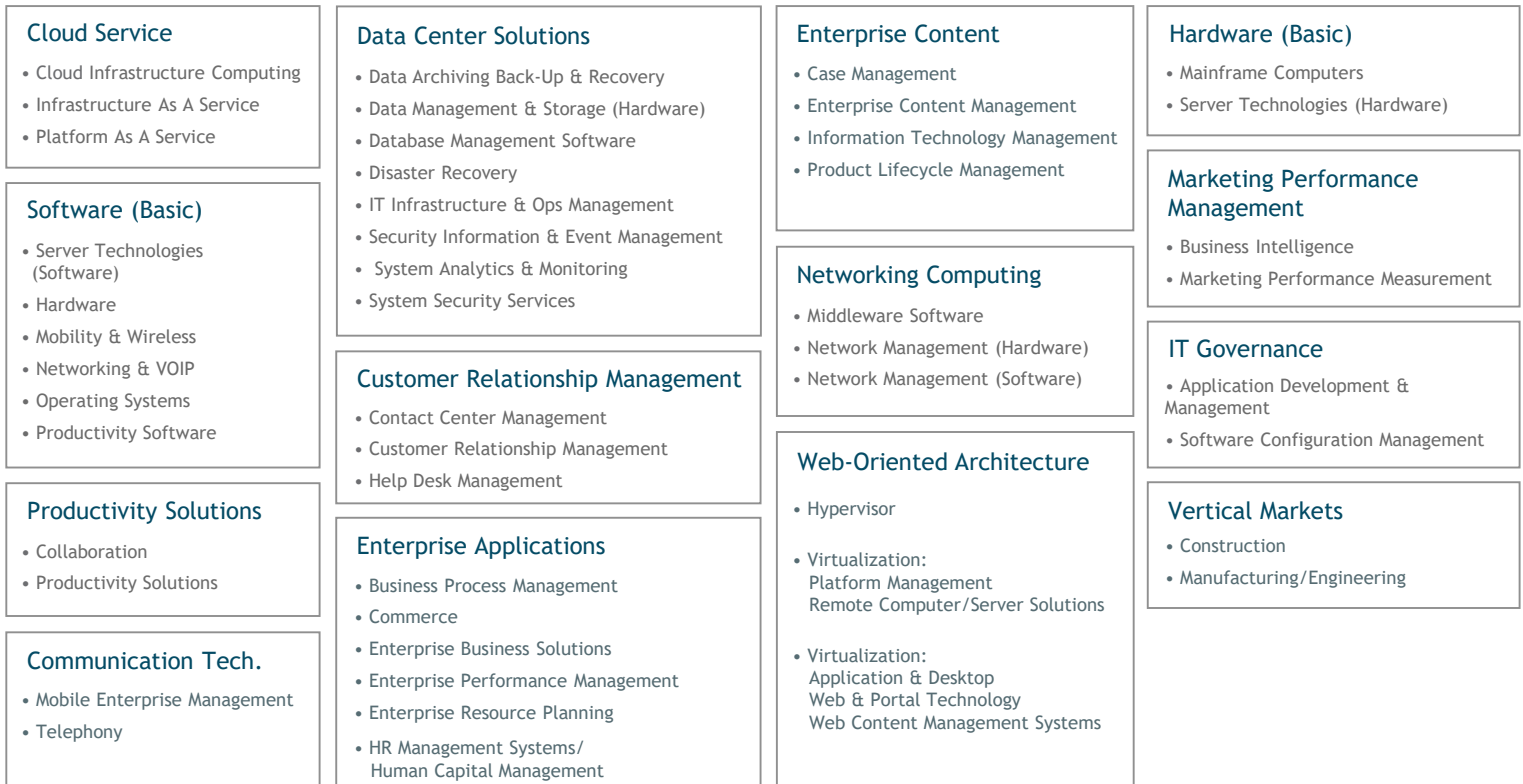 Cloud Service
• Cloud Infrastructure Computing
• Infrastructure As A Service
• Platform As A Service
Software (Basic)
• Server Technologies
(Software)
• Hardware
• Mobility & Wireless
• Networking & VOIP
• Operating Systems
• Productivity Software
Productivity Solutions
• Collaboration
• Productivity Solutions
Communication Tech.
• Mobile Enterprise Management
• Telephony
Data Center Solutions
• Data Archiving Back-Up & Recovery
• Data Management & Storage (Hardware)
• Database Management Software
• Disaster Recovery
• IT Infrastructure & Ops Management
• Security Information & Event Management
• System Analytics & Monitoring
• System Security Services
Customer Relationship Management
• Contact Center Management
• Customer Relationship Management
• Help Desk Management
Enterprise Applications
• Business Process Management
• Commerce
• Enterprise Business Solutions
• Enterprise Performance Management
• Enterprise Resource Planning
• HR Management Systems/
Human Capital Management
Enterprise Content
• Case Management
• Enterprise Content Management
• Information Technology Management
• Product Lifecycle Management
Networking Computing
• Middleware Software
• Network Management (Hardware)
• Network Management (Software)
Web-Oriented Architecture
• Hypervisor
• Virtualization:
Platform Management
Remote Computer/Server Solutions
• Virtualization:
Application & Desktop
Web & Portal Technology
Web Content Management Systems
Hardware (Basic)
• Mainframe Computers
• Server Technologies (Hardware)
Marketing Performance
Management
• Business Intelligence
• Marketing Performance Measurement
IT Governance
• Application Development &
Management
• Software Configuration Management
Vertical Markets
• Construction
• Manufacturing/Engineering